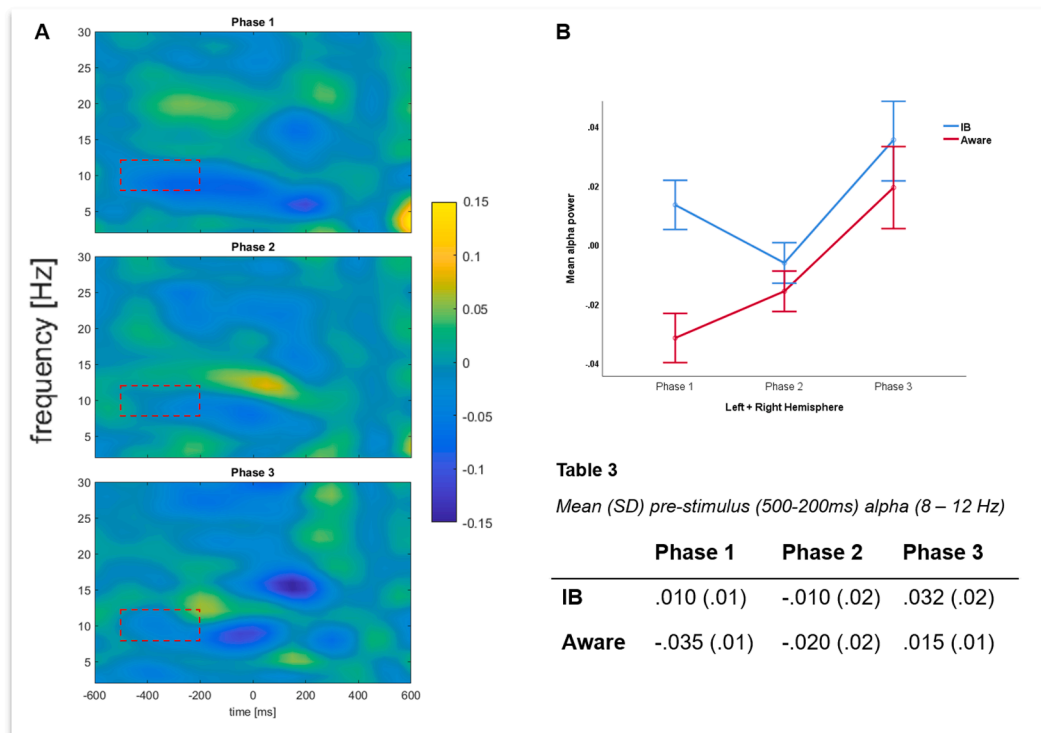 A
Phase 1
30
25
20
15
10
5
Phase 2
30
25
20
15
10
5
Phase 3
30
25
20
15
10
5
-600 -400 -200 0 200 400 600
time [ms]
frequency [Hz]
0.15
0.1
0.05
0
-0.05
-0.1
-0.15
B
.04
.02
.00
-.02
-.04
Mean alpha power
IB
Aware
Phase 1 Phase 2 Phase 3
Left + Right Hemisphere
Table 3
Mean (SD) pre-stimulus (500-200ms) alpha (8 – 12 Hz)
Phase 1 Phase 2 Phase 3
IB .010 (.01) -.010 (.02) .032 (.02)
Aware -.035 (.01) -.020 (.02) .015 (.01)